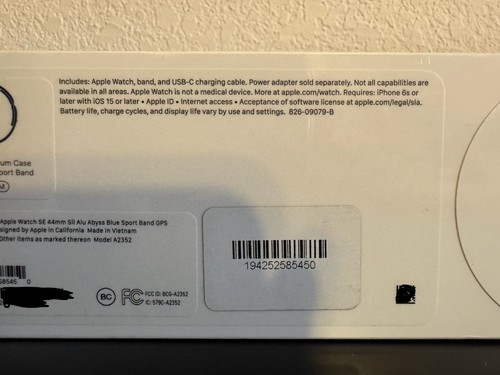 Includes: Apple Watch, band, and USB-C charging cable. Power adapter sold separately. Not all capabilities are
available in all areas. Apple Watch is not a medical device. More at apple.com/watch. Requires: iPhone 6s or
later with iOS 15 or later • Apple ID • Internet access • Acceptance of software license at apple.com/legal/sla.
Battery life, charge cycles, and display life vary by use and settings. 826-09079-B
um Case
port Band
M
Apple Watch SE 44mm Sil Alu Abyss Blue Sport Band GPS
signed by Apple in California Made in Vietnam
Other items as marked thereon Model A2352
58545 0
BC
FC
FCC ID: BCG-A2352
IC: 579C-A2352
194252585450